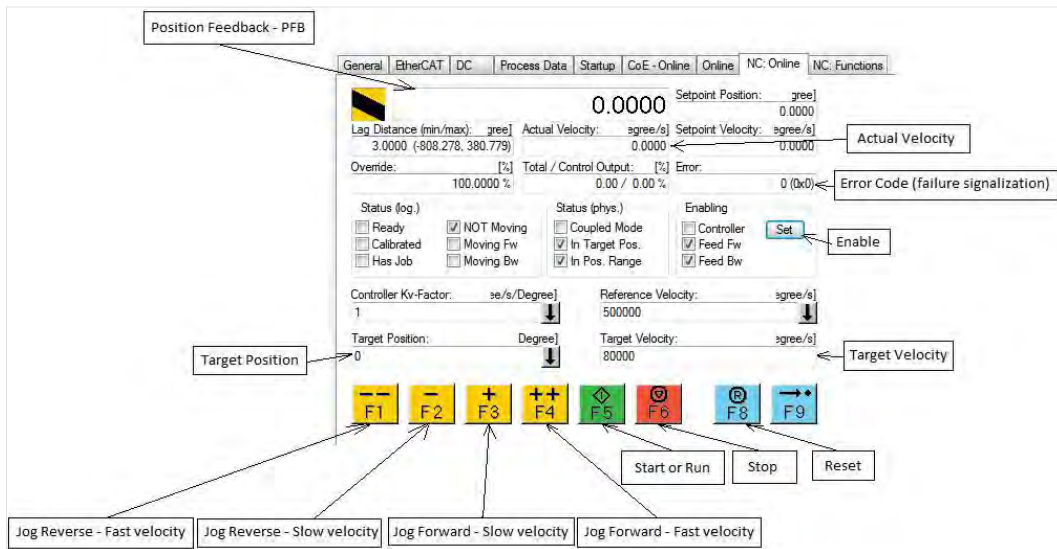 Position Feedback - PFB
General EtherCAT DC Process Data Startup CoE - Online Online NC: Online NC: Functions
0.0000
Setpoint Position: gree]
0.0000
Lag Distance (min/max): gree] Actual Velocity: egree/s] Setpoint Velocity: egree/s]
3.0000 (-808.278, 380.779) 0.0000 0.0000
Actual Velocity
Override: [%] Total / Control Output: [%] Error:
100.0000 % 0.00 / 0.00 % 0 (0x0)
Error Code (failure signalization)
Status (log.) Status (phys.) Enabling
Ready NOT Moving Coupled Mode Controller Set
Calibrated Moving Fw In Target Pos. Feed Fw
Has Job Moving Bw In Pos. Range Feed Bw
Enable
Controller Kv-Factor: ee/s/Degree] Reference Velocity: egree/s]
1 500000
Target Position: Degree] Target Velocity: egree/s]
0 80000
Target Position
Target Velocity
-- - + ++ R
F1 F2 F3 F4 F5 F6 F8 F9
Start or Run Stop Reset
Jog Reverse - Fast velocity Jog Reverse - Slow velocity Jog Forward - Slow velocity Jog Forward - Fast velocity